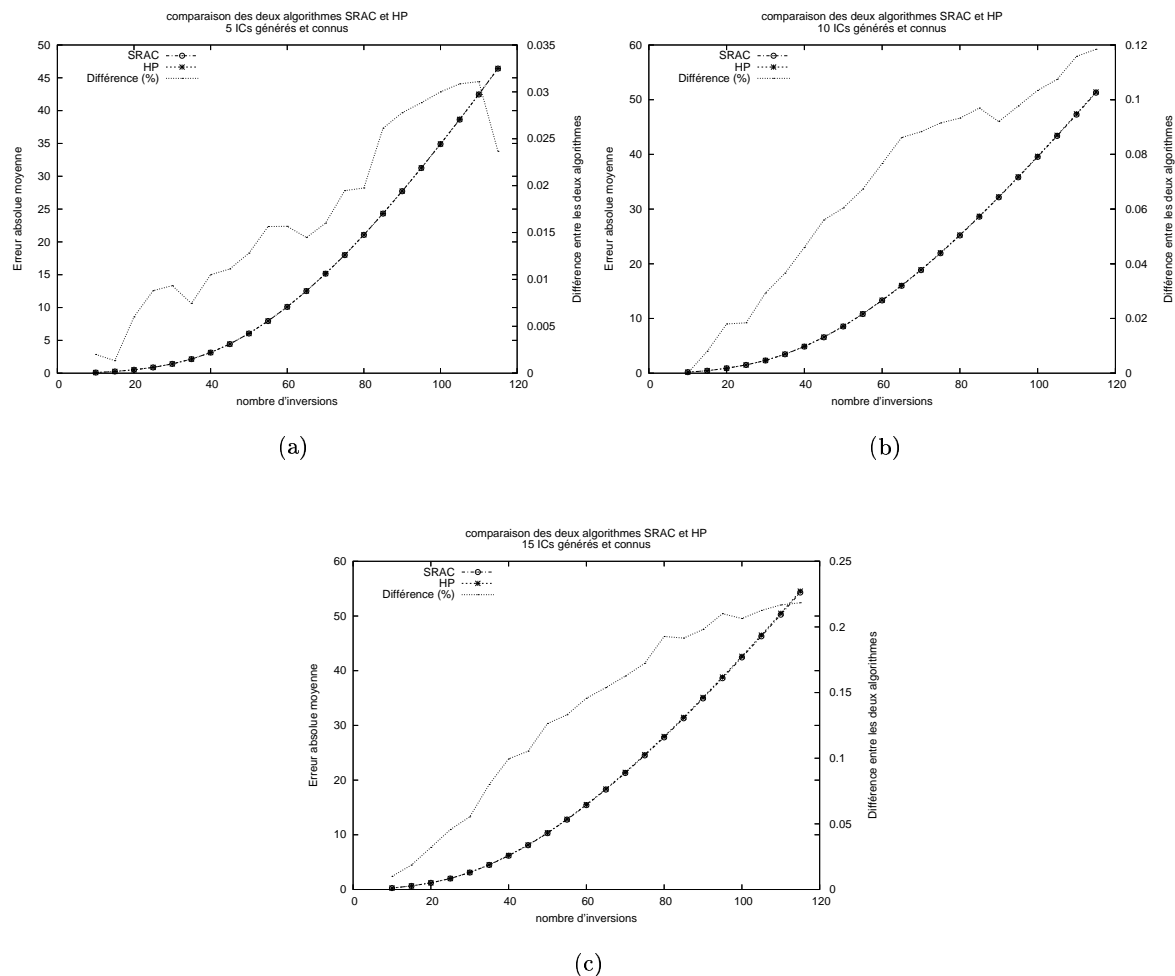 comparaison des deux algorithmes SRAC et HP
5 ICs générés et connus
SRAC
HP
Différence (%)
50
45
40
35
30
25
20
15
10
5
0
0.035
0.03
0.025
0.02
0.015
0.01
0.005
0
0 20 40 60 80 100 120
Erreur absolue moyenne
Différence entre les deux algorithmes
nombre d'inversions
(a)
comparaison des deux algorithmes SRAC et HP
10 ICs générés et connus
SRAC
HP
Différence (%)
60
50
40
30
20
10
0
0.12
0.1
0.08
0.06
0.04
0.02
0
0 20 40 60 80 100 120
Erreur absolue moyenne
Différence entre les deux algorithmes
nombre d'inversions
(b)
comparaison des deux algorithmes SRAC et HP
15 ICs générés et connus
SRAC
HP
Différence (%)
60
50
40
30
20
10
0
0.25
0.2
0.15
0.1
0.05
0
0 20 40 60 80 100 120
Erreur absolue moyenne
Différence entre les deux algorithmes
nombre d'inversions
(c)